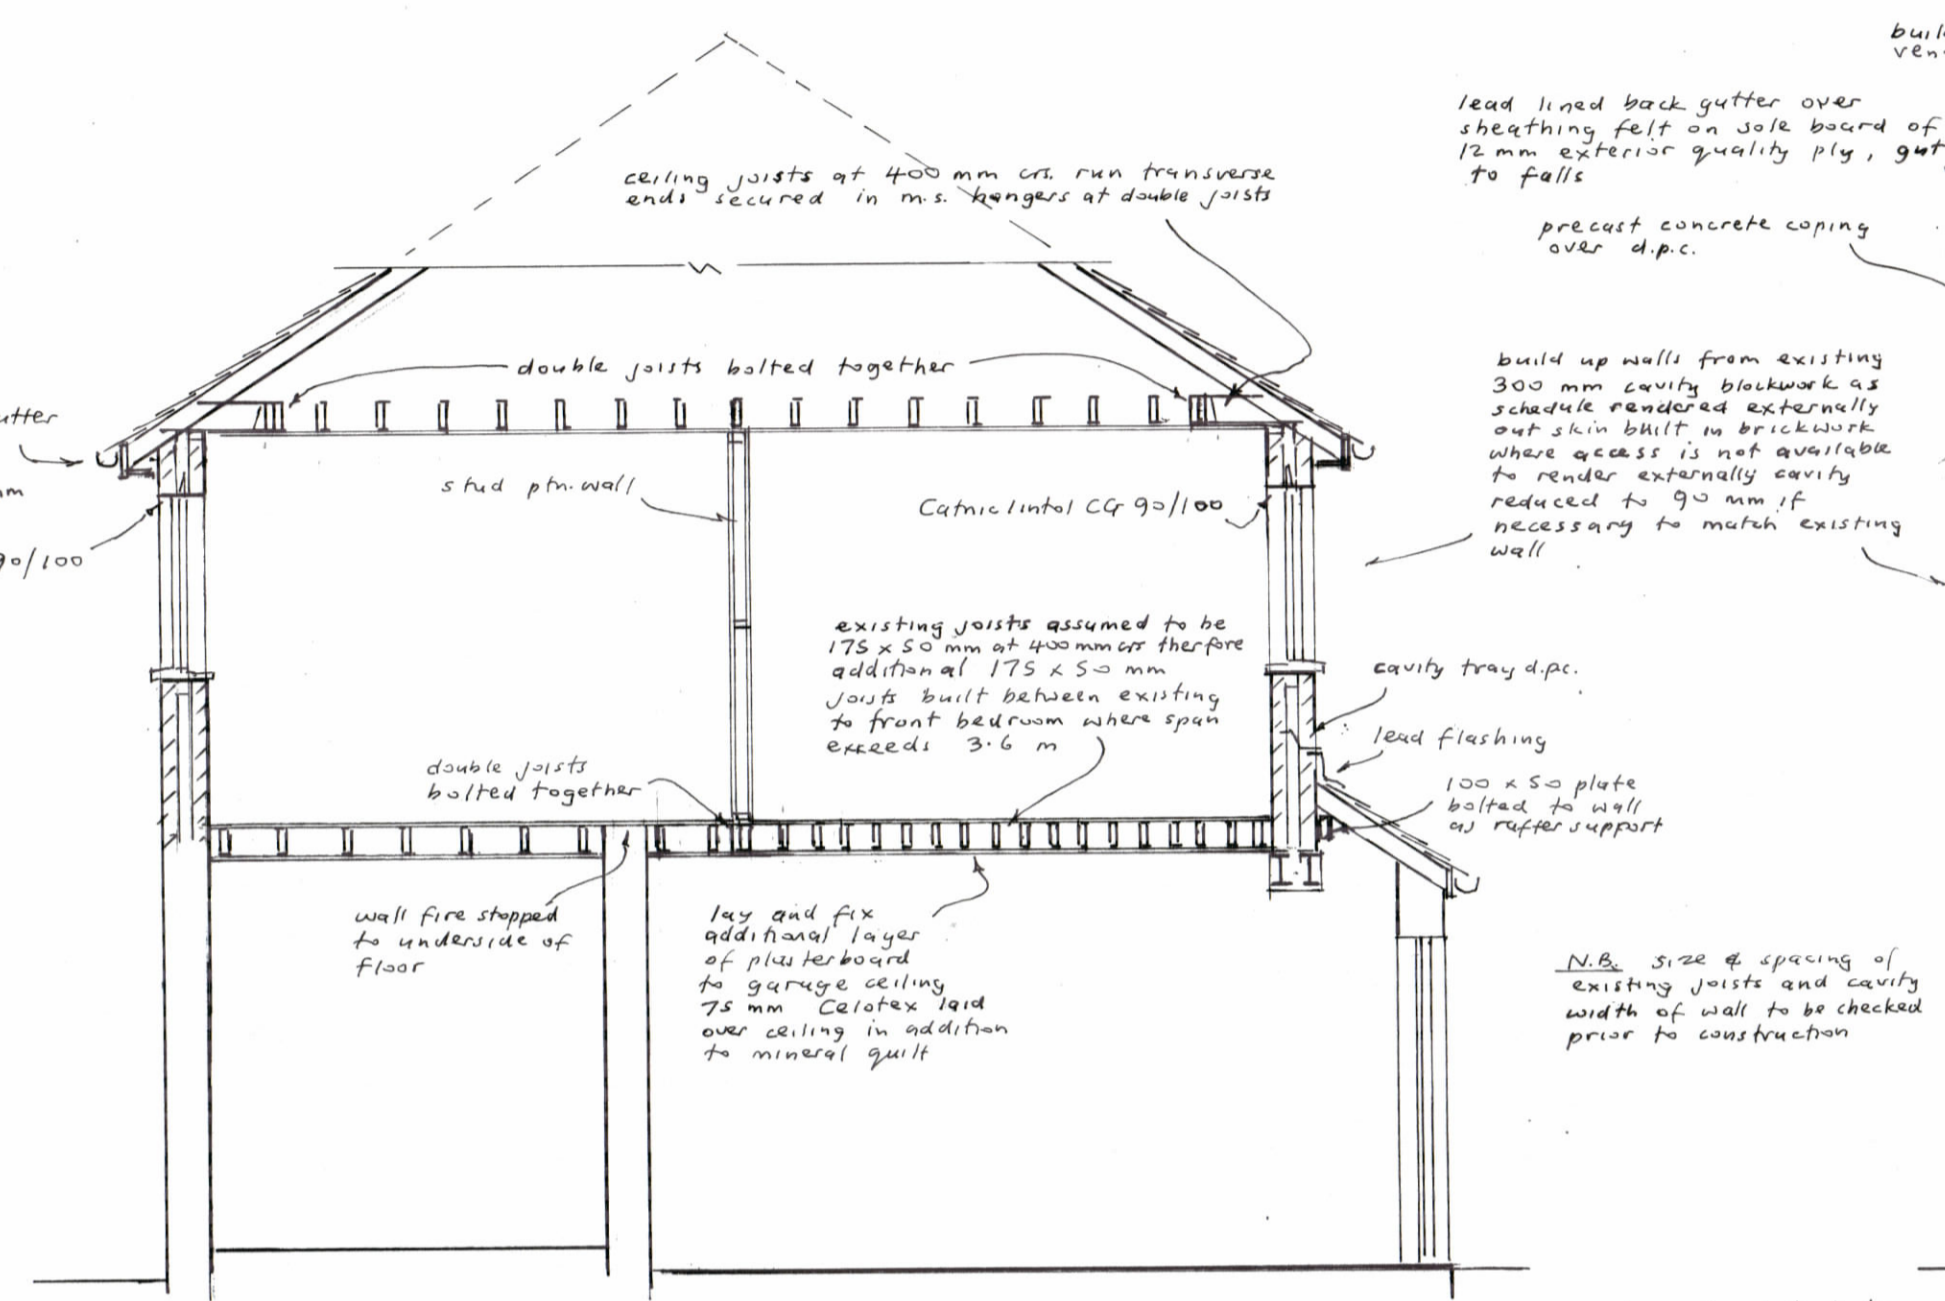 buil
ven
lead lined back gutter over
sheathing felt on sole board of
12 mm exterior quality ply, gut
to falls
ceiling joists at 400 mm crs. run transverse
ends secured in m.s. hangers at double joists
precast concrete coping
over d.p.c.
double joists bolted together
build up walls from existing
300 mm cavity blockwork as
schedule rendered externally
out skin built in brickwork
where access is not available
to render externally cavity
reduced to 90 mm if
necessary to match existing
wall
utter
mm
90/100
stud ptn. wall
Catnic lintol CG 90/100
existing joists assumed to be
175 x 50 mm at 400 mm crs therfore
additional 175 x 50 mm
joists built between existing
to front bedroom where span
exceeds 3.6 m
cavity tray d.p.c.
lead flashing
100 x 50 plate
bolted to wall
as rafter support
double joists
bolted together
wall fire stopped
to underside of
floor
lay and fix
additional layer
of plasterboard
to garage ceiling
75 mm Celotex laid
over ceiling in addition
to mineral quilt
N.B. size & spacing of
existing joists and cavity
width of wall to be checked
prior to construction